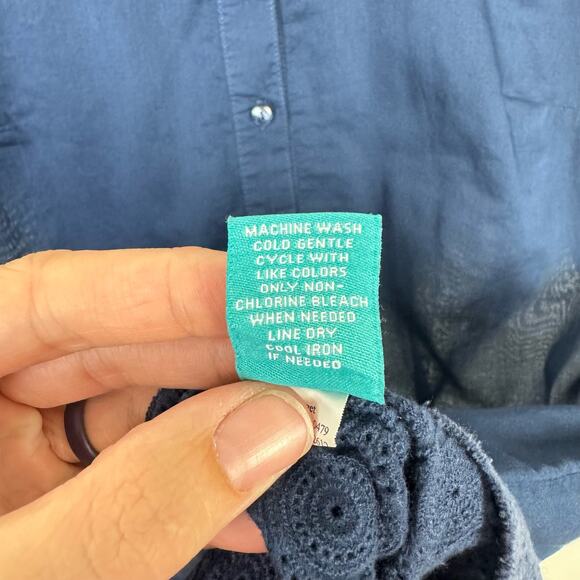 MACHINE WASH
COLD GENTLE
CYCLE WITH
LIKE COLORS
ONLY NON-
CHLORINE BLEACH
WHEN NEEDED
LINE DRY
COOL IRON
IF NEEDED